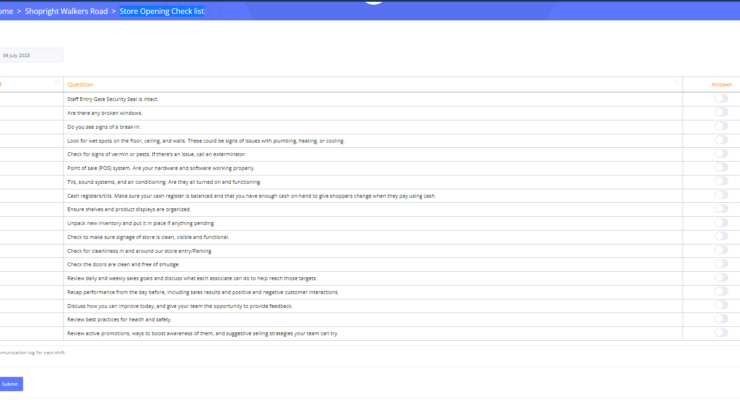 ome > Shopright Walkers Road > Store Opening Check list
06 July 2023
Question Answer
Staff Entry Gate Security Seal is Intact.
Are there any broken windows.
Do you see signs of a break-in.
Look for wet spots on the floor, ceiling, and walls. These could be signs of issues with plumbing, heating, or cooling.
Check for signs of vermin or pests. If there's an issue, call an exterminator.
Point of sale (POS) system. Are your hardware and software working properly.
TVs, sound systems, and air conditioning. Are they all turned on and functioning.
Cash registers/tills. Make sure your cash register is balanced and that you have enough cash on-hand to give shoppers change when they pay using cash.
Ensure shelves and product displays are organized.
Unpack new inventory and put it in place if anything pending.
Check to make sure signage of store is clean, visible and functional.
Check for cleanliness in and around our store entry/Parking.
Check the doors are clean and free of smudge.
Review daily and weekly sales goals and discuss what each associate can do to help reach those targets.
Recap performance from the day before, including sales results and positive and negative customer interactions.
Discuss how you can improve today, and give your team the opportunity to provide feedback.
Review best practices for health and safety.
Review active promotions, ways to boost awareness of them, and suggestive selling strategies your team can try.
mmunication log for next shift.
Submit